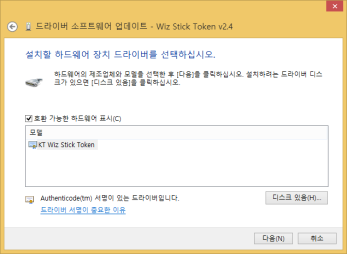 드라이버 소프트웨어 업데이트 - Wiz Stick Token v2.4
설치할 하드웨어 장치 드라이버를 선택하십시오.
하드웨어의 제조업체와 모델을 선택한 후 [다음]을 클릭하십시오. 설치하려는 드라이버 디스
크가 있으면 [디스크 있음]을 클릭하십시오.
호환 가능한 하드웨어 표시(C)
모델
KT Wiz Stick Token
Authenticode(tm) 서명이 있는 드라이버입니다.
디스크 있음(H)...
드라이버 서명이 중요한 이유
다음(N)
취소